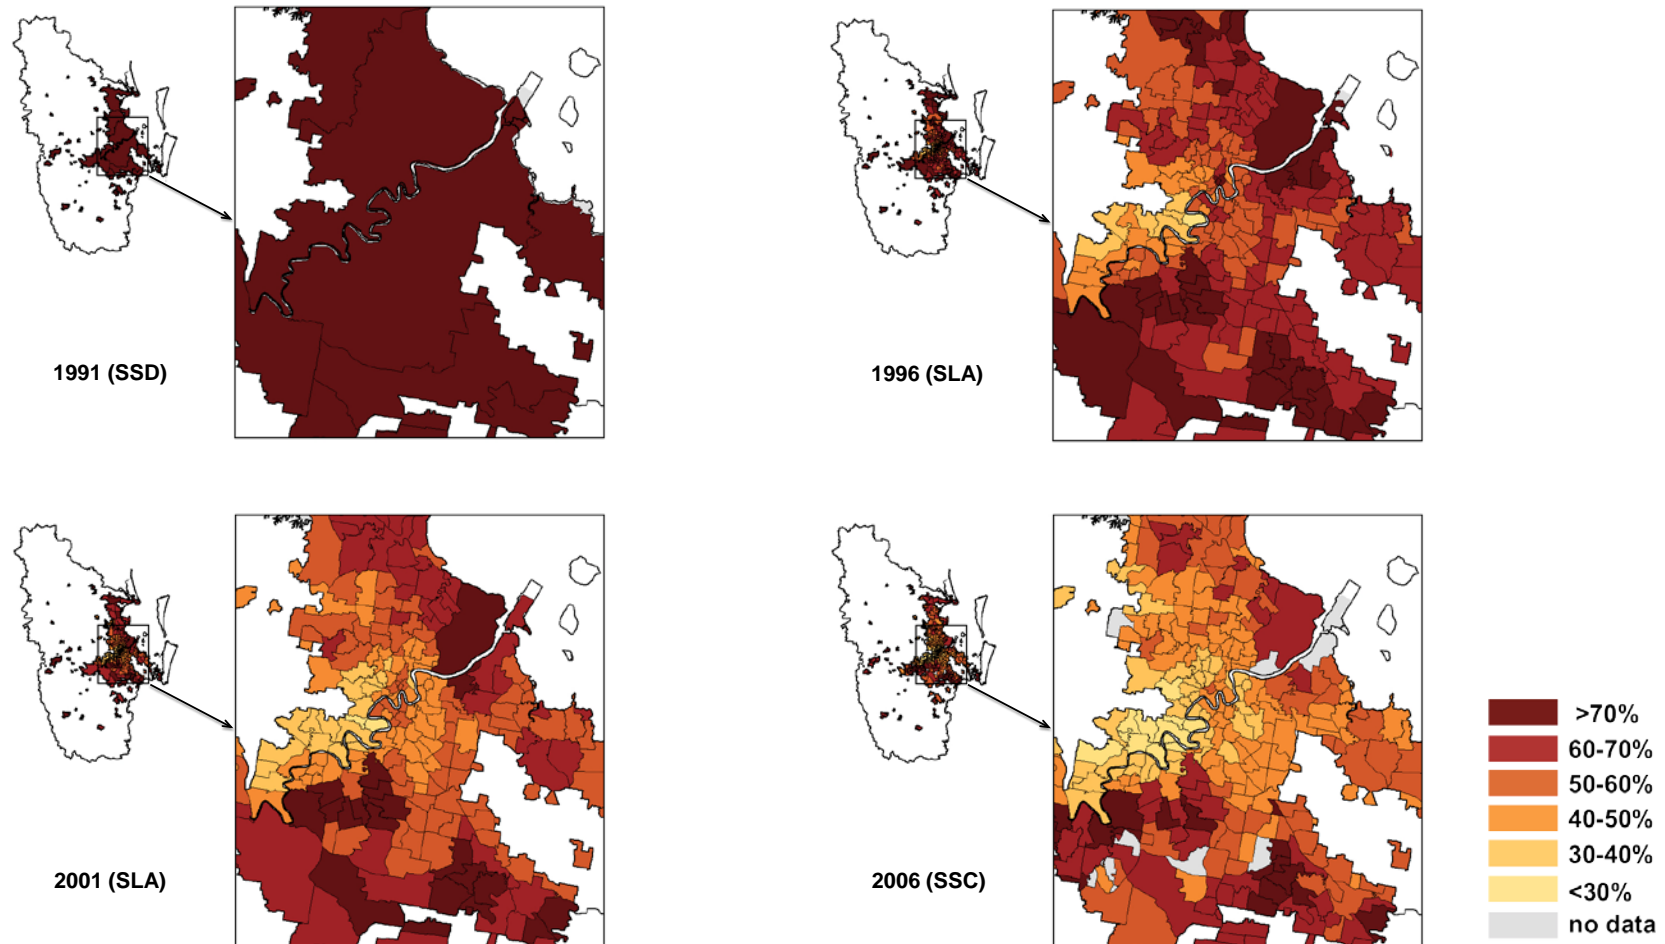 1991 (SSD)
1996 (SLA)
2001 (SLA)
2006 (SSC)
>70%
60-70%
50-60%
40-50%
30-40%
<30%
no data